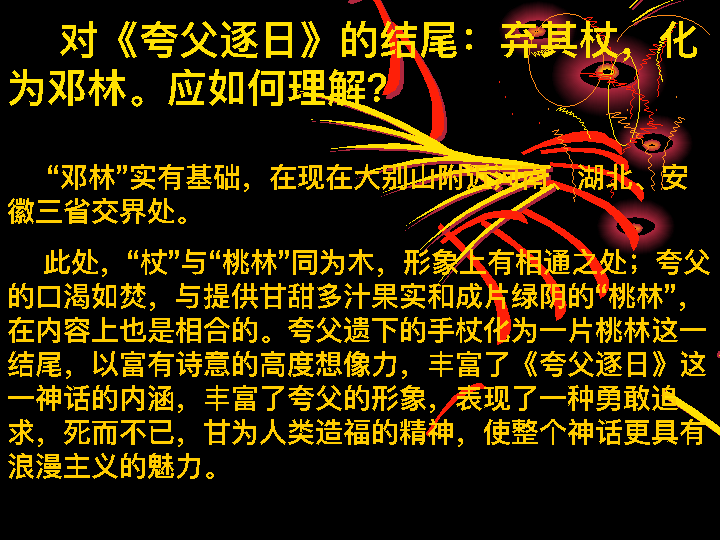 对《夸父逐日》的结尾：弃其杖，化
为邓林。应如何理解?
“邓林”实有基础，在现在大别山附近河南、湖北、安
徽三省交界处。
此处，“杖”与“桃林”同为木，形象上有相通之处；夸父
的口渴如焚，与提供甘甜多汁果实和成片绿阴的“桃林”，
在内容上也是相合的。夸父遗下的手杖化为一片桃林这一
结尾，以富有诗意的高度想像力，丰富了《夸父逐日》这
一神话的内涵，丰富了夸父的形象，表现了一种勇敢追
求，死而不已，甘为人类造福的精神，使整个神话更具有
浪漫主义的魅力。